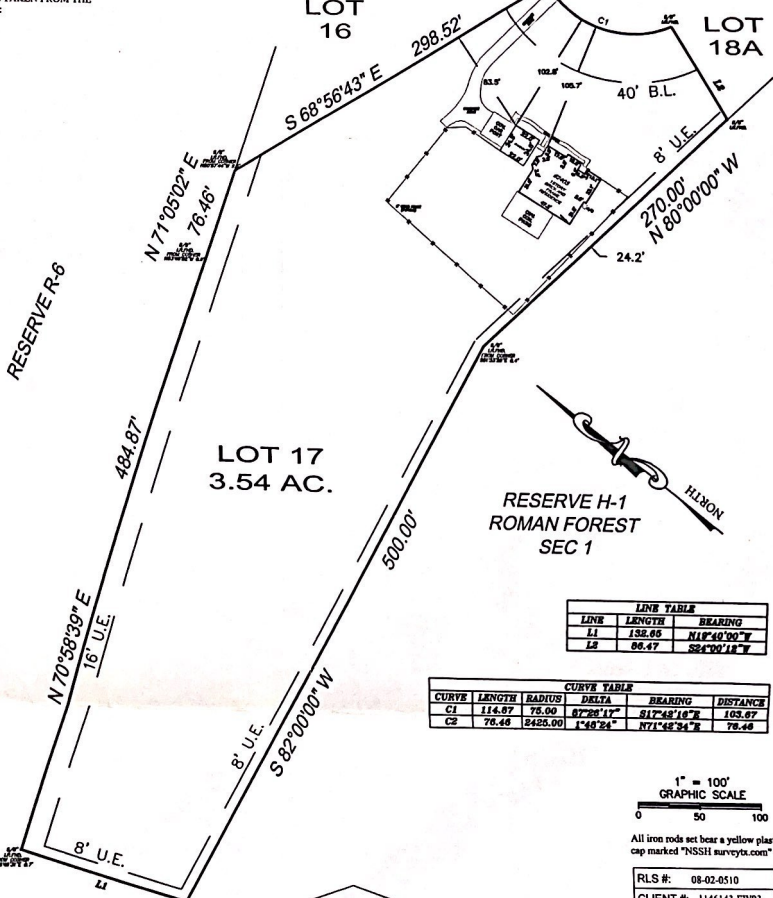 TAKEN FROM THE
LOT
16
LOT
18A
298.52'
S 68°56'43" E
C1
L2
102.8'
83.5'
105.7'
40' B.L.
8' U.E.
270.00'
N 80°00'00" W
24.2'
N 71°05'02" E
76.46'
RESERVE R-6
484.87'
LOT 17
3.54 AC.
500.00'
RESERVE H-1
ROMAN FOREST
SEC 1
NORTH
N 70°58'39" E
16' U.E.
8' U.E.
S 82°00'00" W
8' U.E.
L1
LINE TABLE
LINE LENGTH BEARING
L1 132.65 N19°40'00"W
L2 86.47 S24°00'12"W
CURVE TABLE
CURVE LENGTH RADIUS DELTA BEARING DISTANCE
C1 114.57 75.00 87°26'17" S17°42'16"E 103.67
C2 76.46 2425.00 1°48'24" N71°42'34"E 76.46
1" = 100'
GRAPHIC SCALE
0 50 100
All iron rods set bear a yellow plas
cap marked "NSSH surveytx.com"
RLS #: 08-02-0510
CLIENT #: